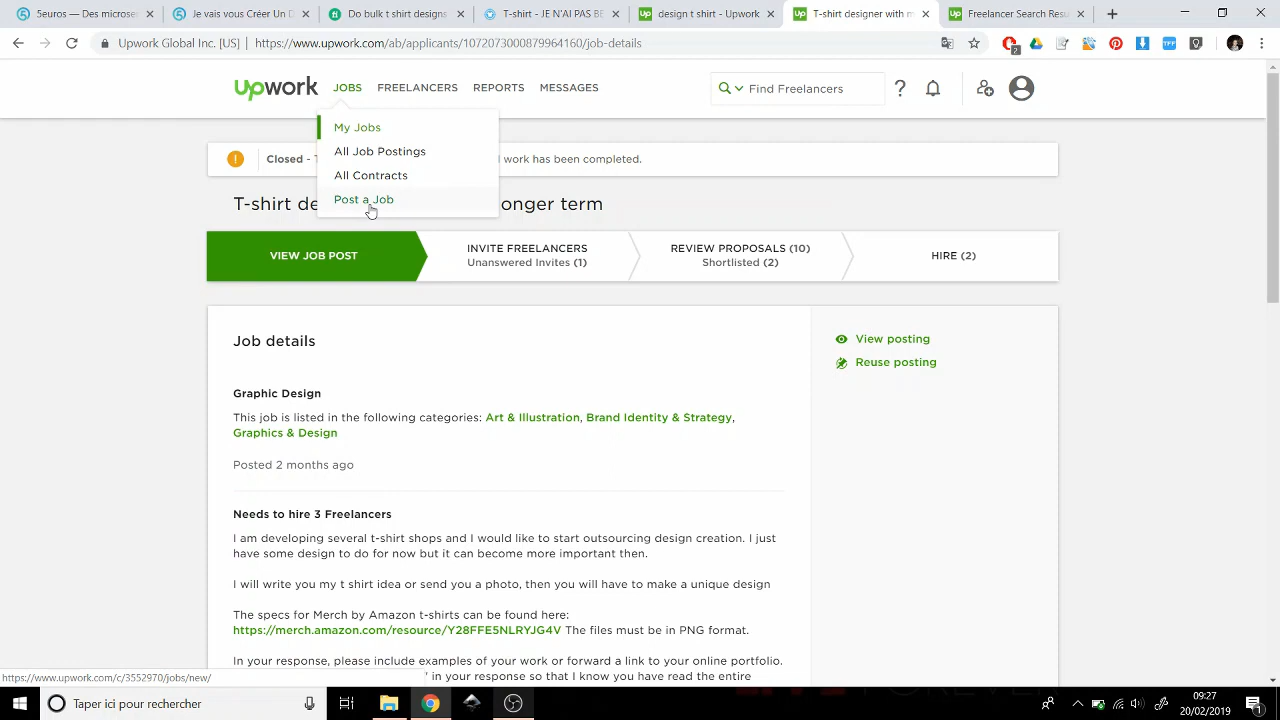 5euros ——————
Je vais vous créer Un D
Do bulk t shirt designs
T-shirt - JE N'AI PAS BE
design t shirt - Upwork
T-shirt designer with m
Freelancer Search Resu
Upwork Global Inc. [US] | https://www.upwork.com/ab/applicants/1072073000879964160/job-details
2
upwork JOBS FREELANCERS REPORTS MESSAGES Find Freelancers ?
My Jobs
All Job Postings
All Contracts
Post a Job
! Closed - T work has been completed.
T-shirt de onger term
VIEW JOB POST
INVITE FREELANCERS
Unanswered Invites (1)
REVIEW PROPOSALS (10)
Shortlisted (2)
HIRE (2)
Job details
View posting
Reuse posting
Graphic Design
This job is listed in the following categories: Art & Illustration, Brand Identity & Strategy,
Graphics & Design
Posted 2 months ago
Needs to hire 3 Freelancers
I am developing several t-shirt shops and I would like to start outsourcing design creation. I just
have some design to do for now but it can become more important then.
I will write you my t shirt idea or send you a photo, then you will have to make a unique design
The specs for Merch by Amazon t-shirts can be found here:
https://merch.amazon.com/resource/Y28FFE5NLRYJG4V The files must be in PNG format.
In your response, please include examples of your work or forward a link to your online portfolio.
" in your response so that I know you have read the entire
https://www.upwork.com/c/3552970/jobs/new/
Taper ici pour rechercher
09:27
20/02/2019
1